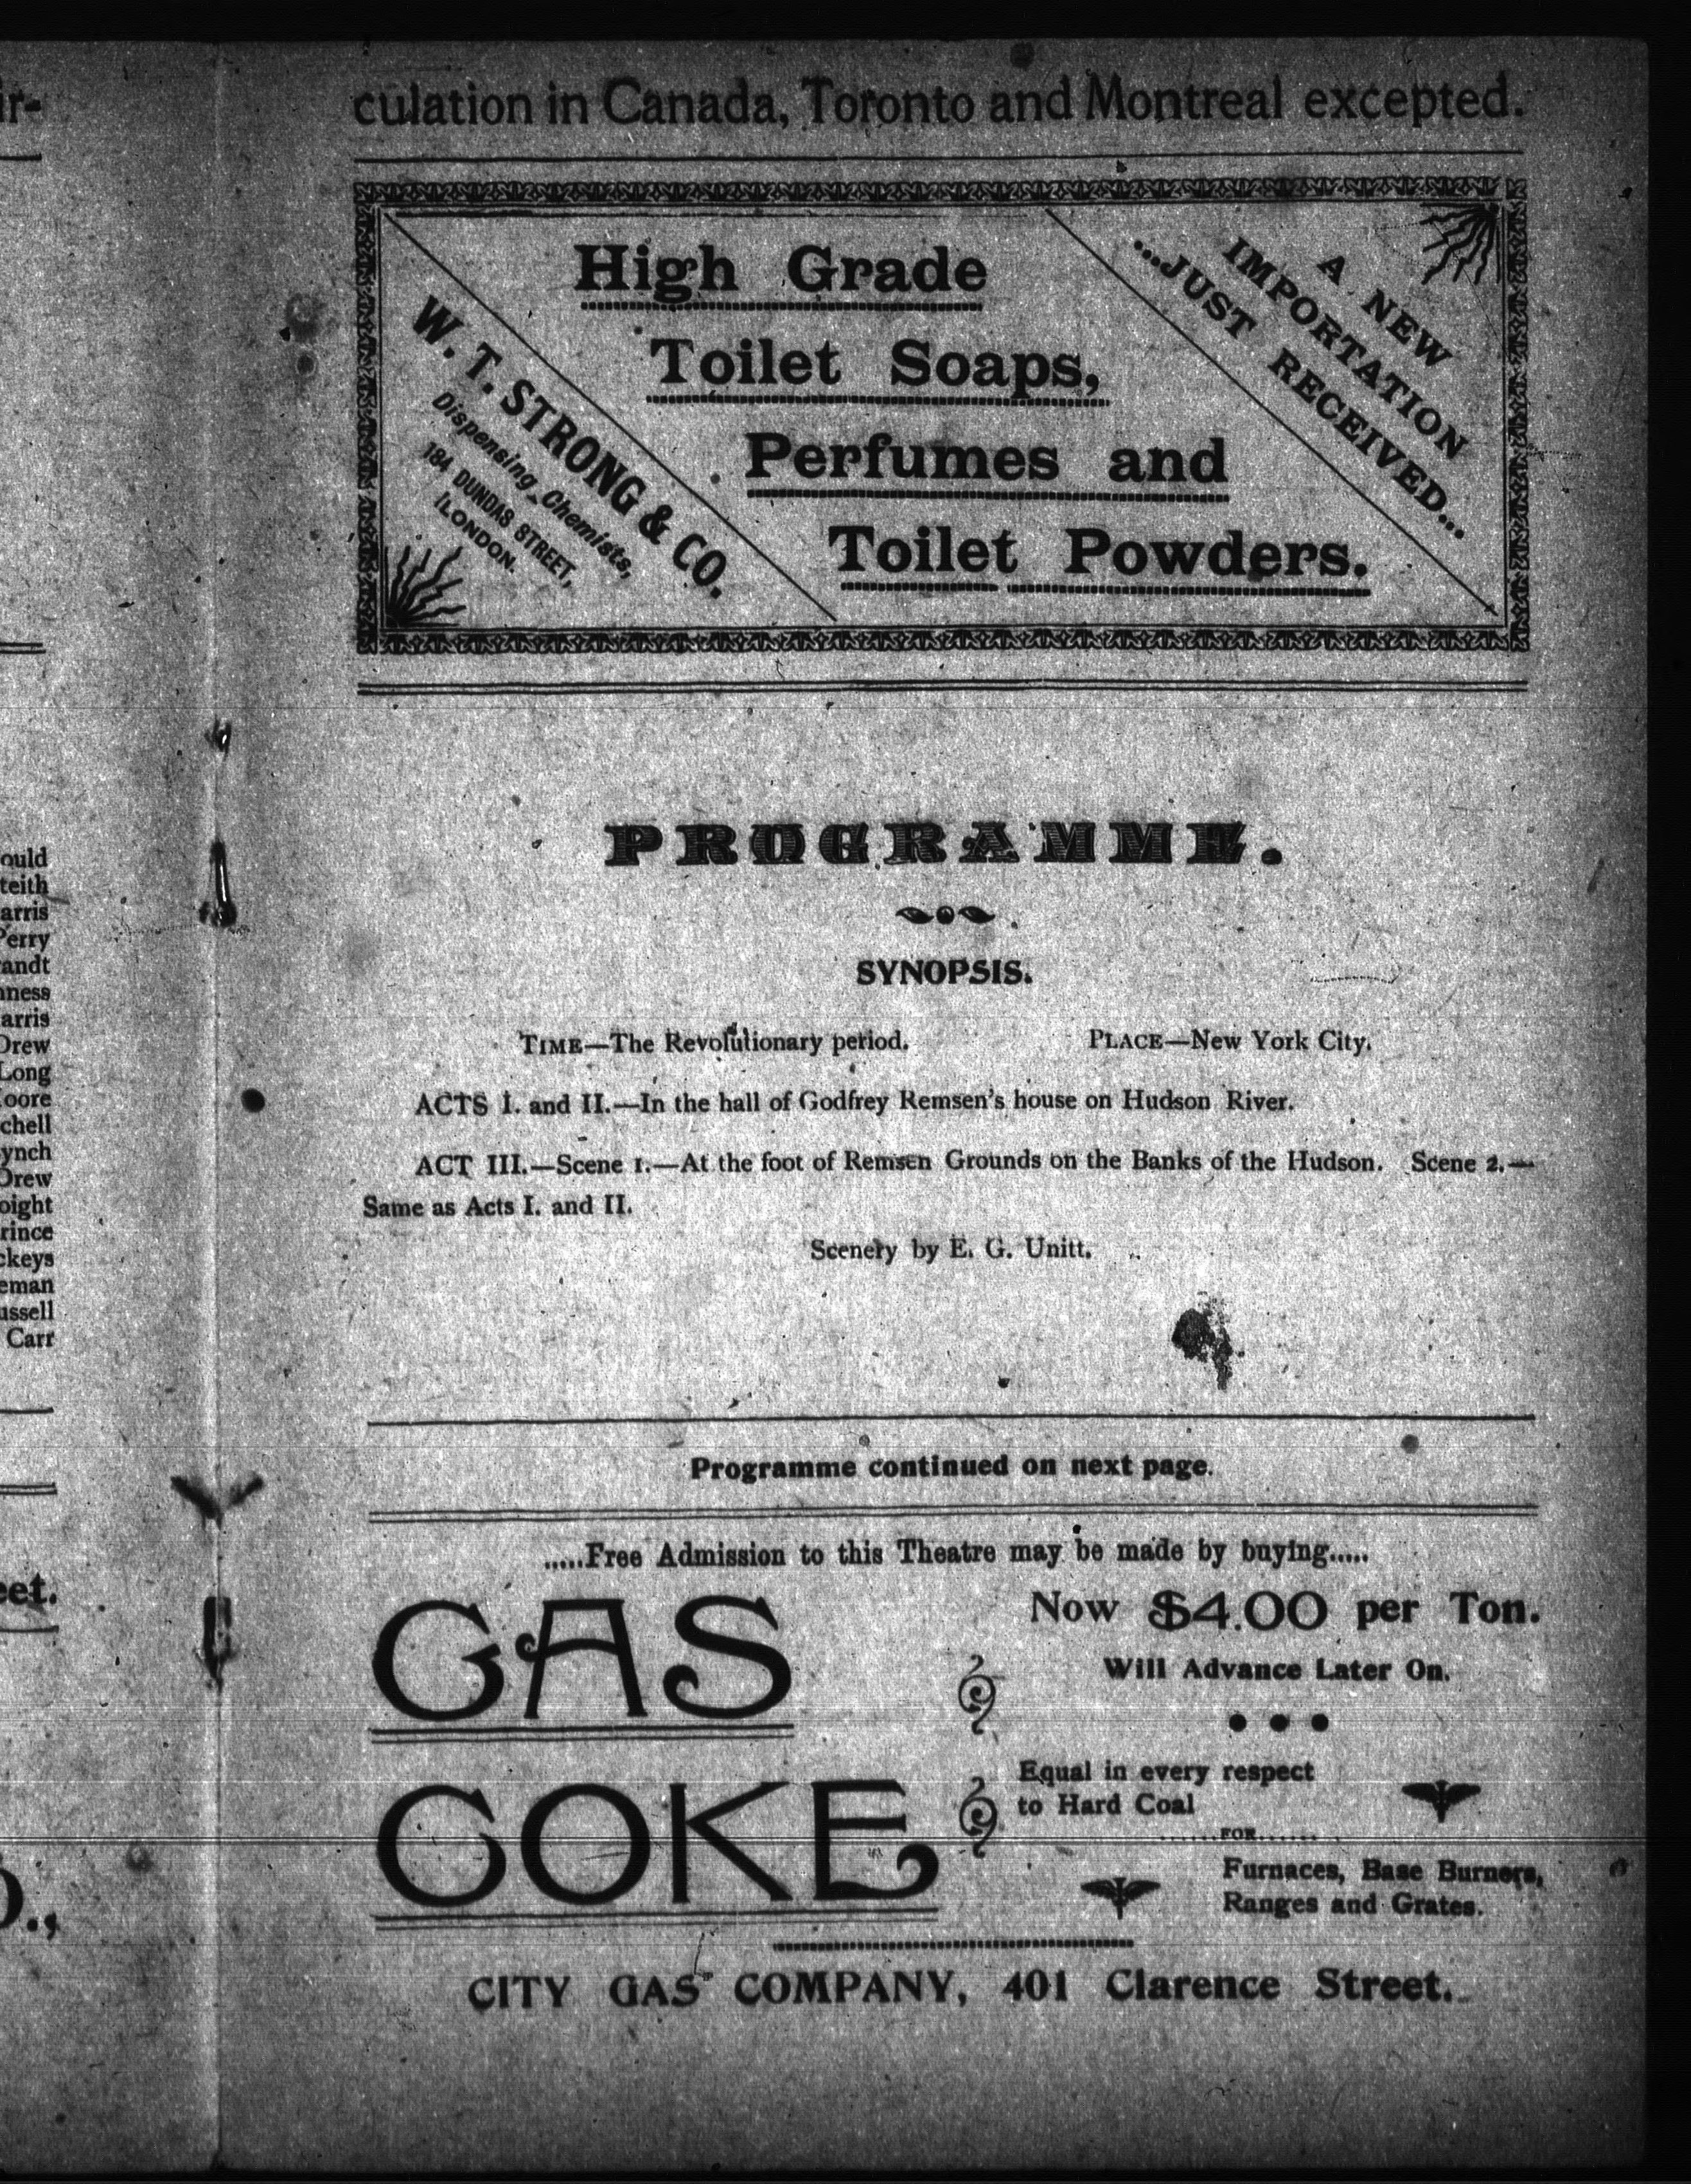 culation in Canada, Toronto and Montreal excepted.
W. T. STRONG & CO.
Dispensing Chemists,
184 DUNDAS STREET,
LONDON.
High Grade
Toilet Soaps,
Perfumes and
Toilet Powders.
A NEW
IMPORTATION
...JUST RECEIVED...
PROGRAMME.
SYNOPSIS.
TIME—The Revolutionary period. PLACE—New York City.
ACTS I. and II.—In the hall of Godfrey Remsen's house on Hudson River.
ACT III.—Scene 1.—At the foot of Remsen Grounds on the Banks of the Hudson. Scene 2.—
Same as Acts I. and II.
Scenery by E. G. Unitt.
Programme continued on next page.
.....Free Admission to this Theatre may be made by buying.....
GAS
COKE
Now $4.00 per Ton.
Will Advance Later On.
Equal in every respect
to Hard Coal
......FOR......
Furnaces, Base Burners,
Ranges and Grates.
CITY GAS COMPANY, 401 Clarence Street.
ir-
ould
teith
arris
Perry
andt
nness
arris
Drew
Long
oore
chell
ynch
Drew
oight
rince
ckeys
eman
ussell
Carr
eet.